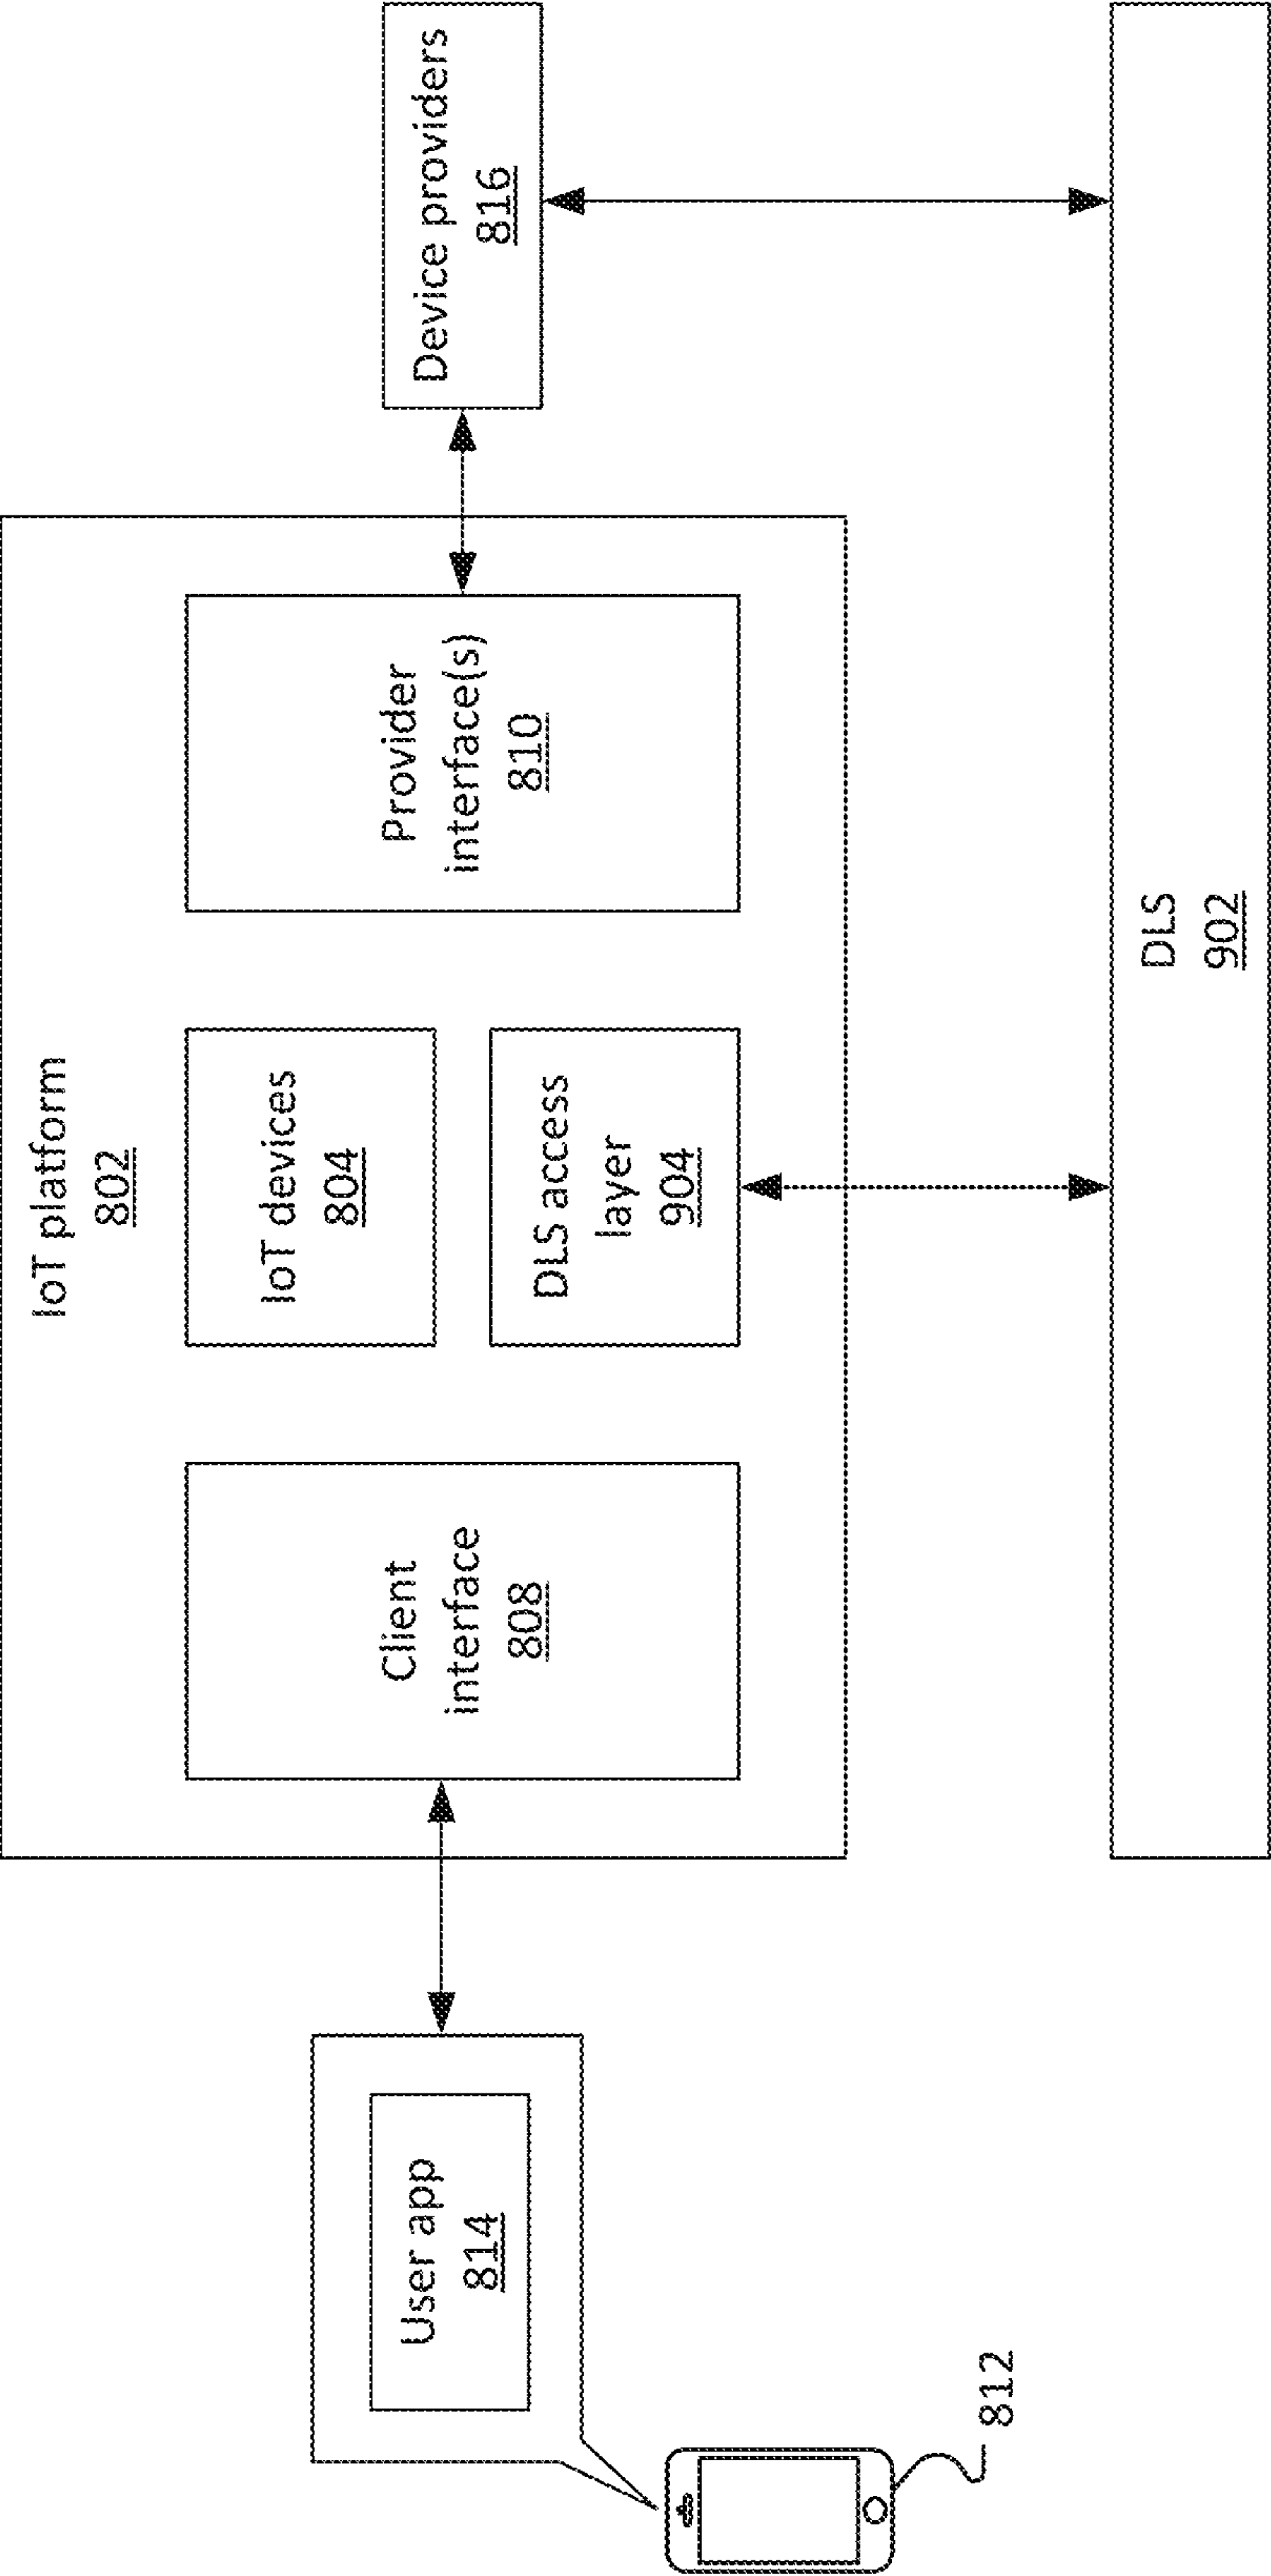 IoT platform
802
User app
814
812
Client
interface
808
IoT devices
804
DLS access
layer
904
Provider
interface(s)
810
Device providers
816
DLS
902